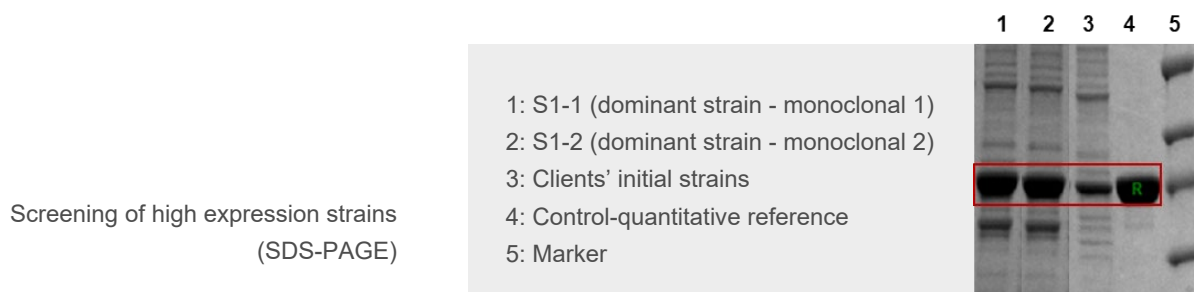 1 2 3 4 5
1: S1-1 (dominant strain - monoclonal 1)
2: S1-2 (dominant strain - monoclonal 2)
3: Clients’ initial strains
4: Control-quantitative reference
5: Marker
Screening of high expression strains
(SDS-PAGE)
R